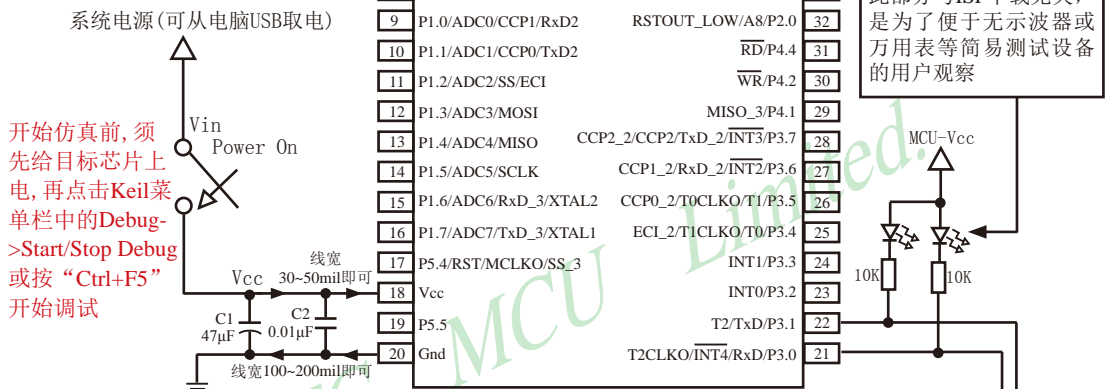 系统电源(可从电脑USB取电)
Vin
Power On
开始仿真前, 须
先给目标芯片上
电, 再点击Keil菜
单栏中的Debug-
>Start/Stop Debug
或按“Ctrl+F5”
开始调试
Vcc
线宽
30~50mil即可
C1
47μF
C2
0.01μF
线宽100~200mil即可
9 P1.0/ADC0/CCP1/RxD2
10 P1.1/ADC1/CCP0/TxD2
11 P1.2/ADC2/SS/ECI
12 P1.3/ADC3/MOSI
13 P1.4/ADC4/MISO
14 P1.5/ADC5/SCLK
15 P1.6/ADC6/RxD_3/XTAL2
16 P1.7/ADC7/TxD_3/XTAL1
17 P5.4/RST/MCLKO/SS_3
18 Vcc
19 P5.5
20 Gnd
RSTOUT_LOW/A8/P2.0 32
RD/P4.4 31
WR/P4.2 30
MISO_3/P4.1 29
CCP2_2/CCP2/TxD_2/INT3/P3.7 28
CCP1_2/RxD_2/INT2/P3.6 27
CCP0_2/T0CLKO/T1/P3.5 26
ECI_2/T1CLKO/T0/P3.4 25
INT1/P3.3 24
INT0/P3.2 23
T2/TxD/P3.1 22
T2CLKO/INT4/RxD/P3.0 21
是为了便于无示波器或
万用表等简易测试设备
的用户观察
MCU-Vcc
10K
10K
MCU Limited.